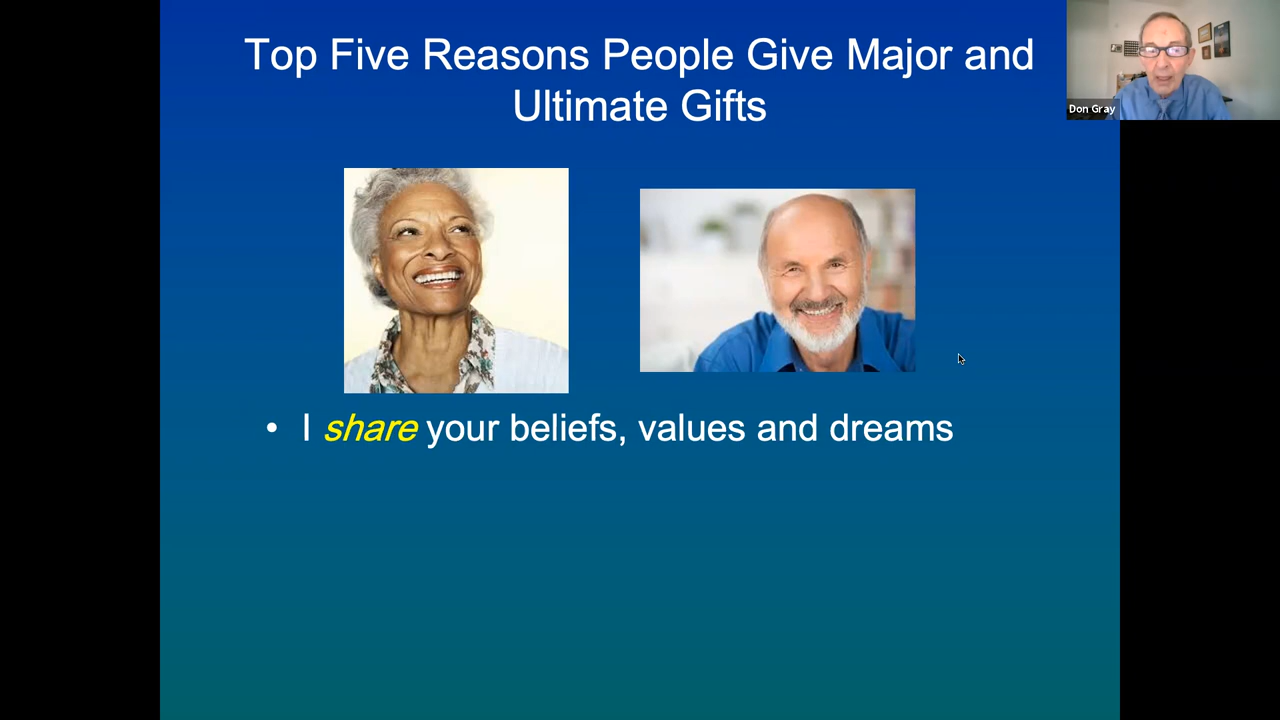 Top Five Reasons People Give Major and
Ultimate Gifts
Don Gray
• I share your beliefs, values and dreams